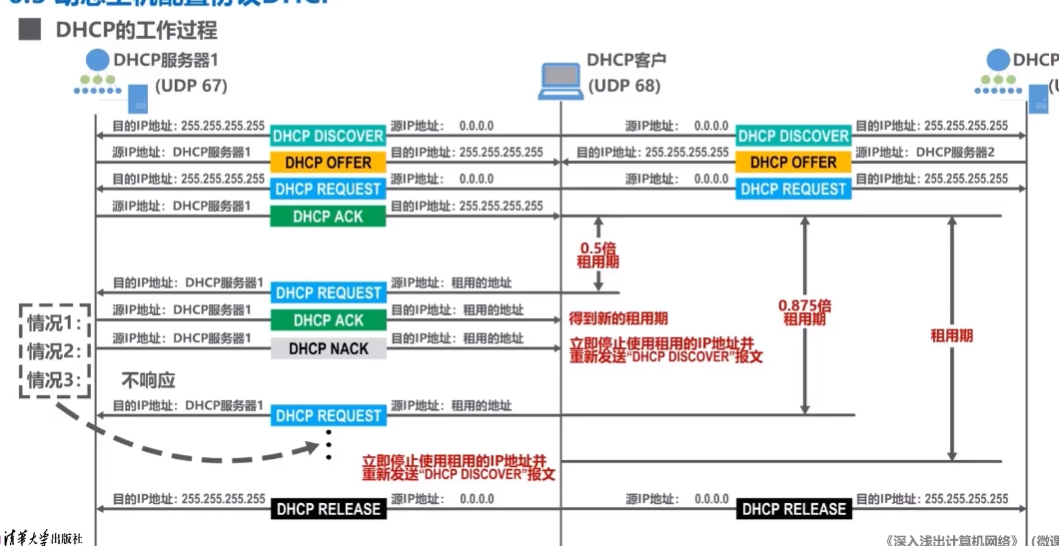 6.3 动态主机配置协议DHCP
DHCP的工作过程
DHCP服务器1
(UDP 67)
DHCP客户
(UDP 68)
DHCP
目的IP地址: 255.255.255.255 DHCP DISCOVER 源IP地址: 0.0.0.0 源IP地址: 0.0.0.0 DHCP DISCOVER 目的IP地址: 255.255.255.255
源IP地址: DHCP服务器1 DHCP OFFER 目的IP地址: 255.255.255.255 目的IP地址: 255.255.255.255 DHCP OFFER 源IP地址: DHCP服务器2
目的IP地址: 255.255.255.255 DHCP REQUEST 源IP地址: 0.0.0.0 源IP地址: 0.0.0.0 DHCP REQUEST 目的IP地址: 255.255.255.255
源IP地址: DHCP服务器1 DHCP ACK 目的IP地址: 255.255.255.255
0.5倍
租用期
目的IP地址: DHCP服务器1 DHCP REQUEST 源IP地址: 租用的地址
0.875倍
租用期
情况1: 源IP地址: DHCP服务器1 DHCP ACK 目的IP地址: 租用的地址 得到新的租用期
租用期
情况2: 源IP地址: DHCP服务器1 DHCP NACK 目的IP地址: 租用的地址 立即停止使用租用的IP地址并
重新发送“DHCP DISCOVER”报文
情况3: 不响应
目的IP地址: DHCP服务器1 DHCP REQUEST 源IP地址: 租用的地址
立即停止使用租用的IP地址并
重新发送“DHCP DISCOVER”报文
目的IP地址: 255.255.255.255 DHCP RELEASE 源IP地址: 0.0.0.0 源IP地址: 0.0.0.0 DHCP RELEASE 目的IP地址: 255.255.255.255
清华大学出版社
《深入浅出计算机网络》(微课